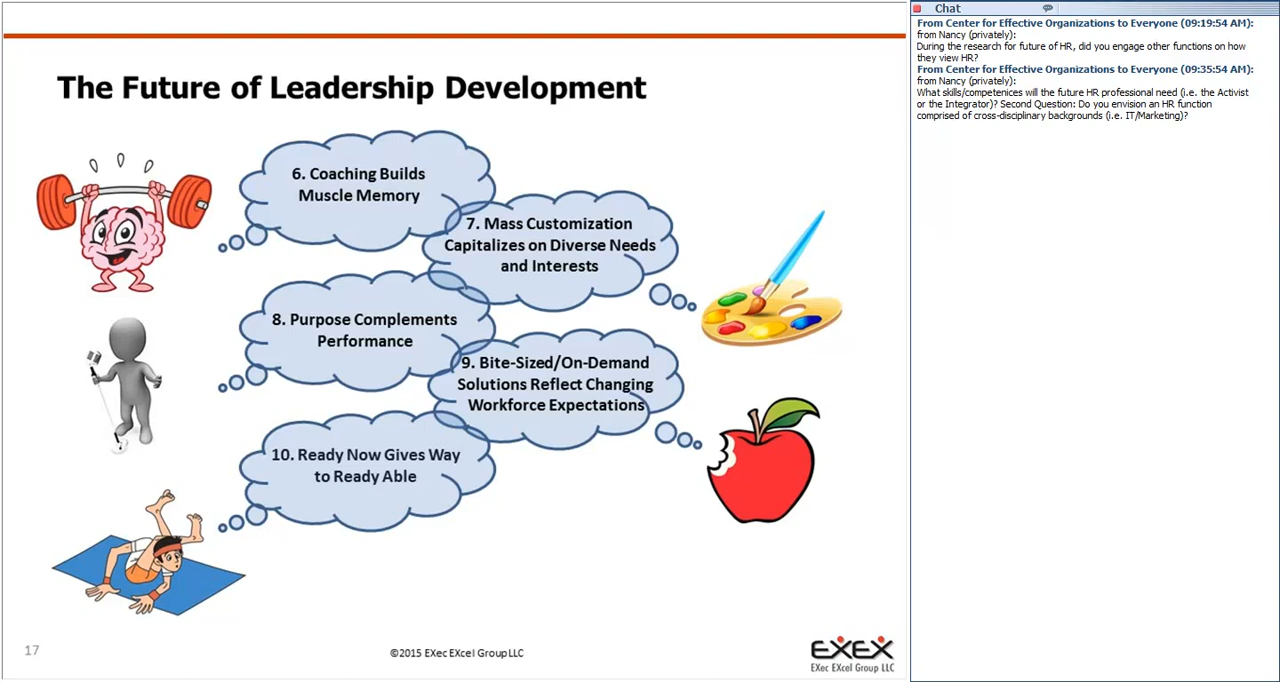 The Future of Leadership Development
6. Coaching Builds
Muscle Memory
7. Mass Customization
Capitalizes on Diverse Needs
and Interests
8. Purpose Complements
Performance
9. Bite-Sized/On-Demand
Solutions Reflect Changing
Workforce Expectations
10. Ready Now Gives Way
to Ready Able
17
©2015 EXec EXcel Group LLC
EXEX
EXec EXcel Group LLC
Chat
From Center for Effective Organizations to Everyone (09:19:54 AM):
from Nancy (privately):
During the research for future of HR, did you engage other functions on how
they view HR?
From Center for Effective Organizations to Everyone (09:35:54 AM):
from Nancy (privately):
What skills/competences will the future HR professional need (i.e. the Activist
or the Integrator)? Second Question: Do you envision an HR function
comprised of cross-disciplinary backgrounds (i.e. IT/Marketing)?